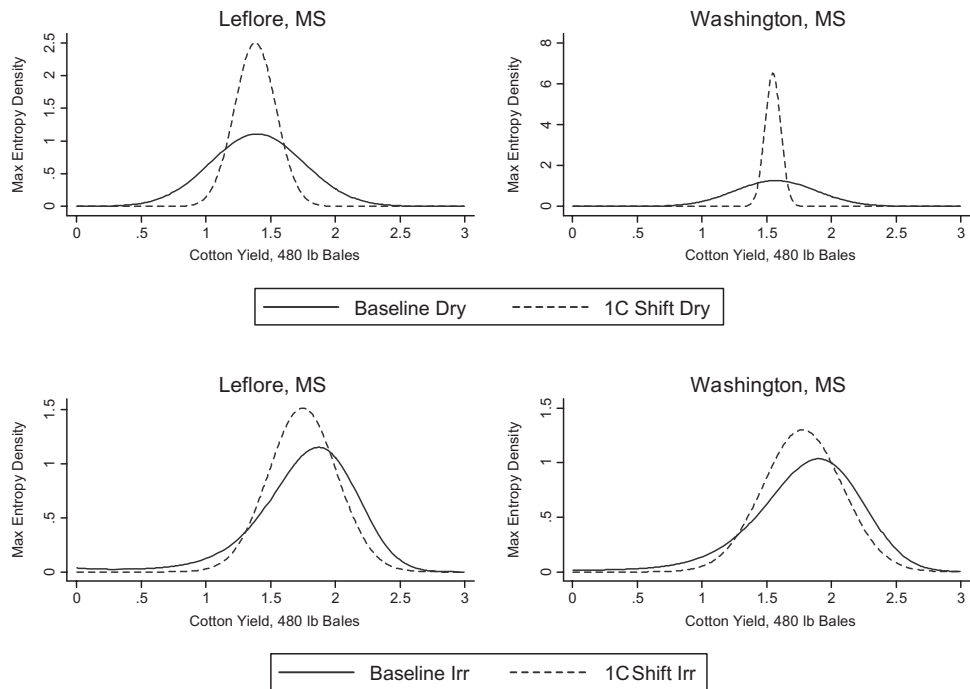 Leflore, MS
Washington, MS
Max Entropy Density
0 .5 1 1.5 2 2.5
0 .5 1 1.5 2 2.5 3
Cotton Yield, 480 lb Bales
Max Entropy Density
0 2 4 6 8
0 .5 1 1.5 2 2.5 3
Cotton Yield, 480 lb Bales
Baseline Dry 1C Shift Dry
Leflore, MS
Washington, MS
Max Entropy Density
0 .5 1 1.5
0 .5 1 1.5 2 2.5 3
Cotton Yield, 480 lb Bales
Max Entropy Density
0 .5 1 1.5
0 .5 1 1.5 2 2.5 3
Cotton Yield, 480 lb Bales
Baseline Irr 1C Shift Irr